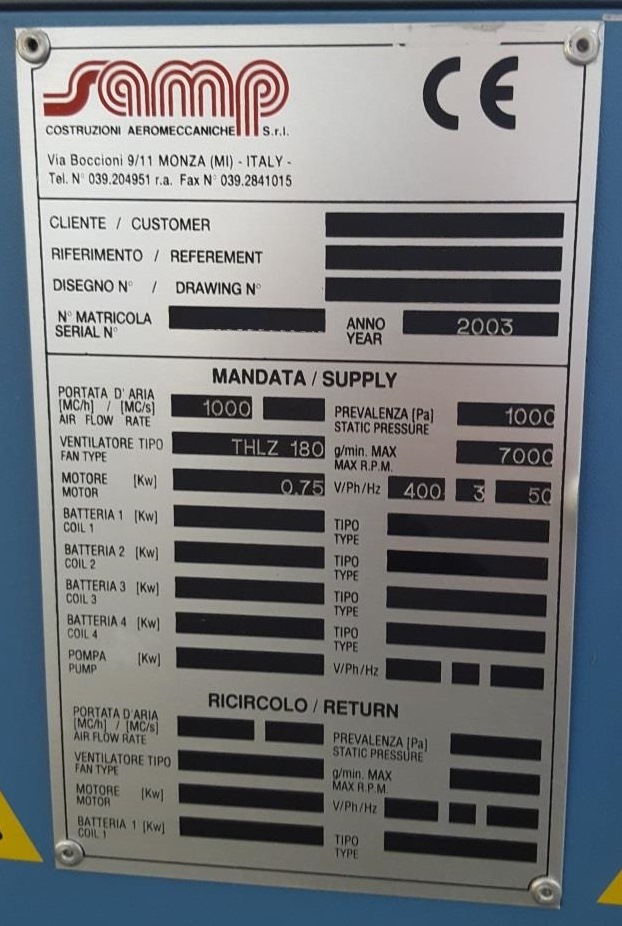 samp
COSTRUZIONI AEROMECCANICHE S.r.l.
CE
Via Boccioni 9/11 MONZA (MI) - ITALY -
Tel. N° 039.204951 r.a. Fax N° 039.2841015
CLIENTE / CUSTOMER
RIFERIMENTO / REFEREMENT
DISEGNO N° / DRAWING N°
N° MATRICOLA
SERIAL N°
ANNO
YEAR
2003
MANDATA / SUPPLY
PORTATA D' ARIA
[MC/h] / [MC/s]
AIR FLOW RATE
1000
PREVALENZA [Pa]
STATIC PRESSURE
1000
VENTILATORE TIPO
FAN TYPE
THLZ 180
g/min. MAX
MAX R.P.M.
7000
MOTORE [Kw]
MOTOR
0.75
V/Ph/Hz 400 3 50
BATTERIA 1 [Kw]
COIL 1
TIPO
TYPE
BATTERIA 2 [Kw]
COIL 2
TIPO
TYPE
BATTERIA 3 [Kw]
COIL 3
TIPO
TYPE
BATTERIA 4 [Kw]
COIL 4
TIPO
TYPE
POMPA [Kw]
PUMP
V/Ph/Hz
RICIRCOLO / RETURN
PORTATA D'ARIA
[MC/h] / [MC/s]
AIR FLOW RATE
PREVALENZA [Pa]
STATIC PRESSURE
VENTILATORE TIPO
FAN TYPE
g/min. MAX
MAX R.P.M.
MOTORE [Kw]
MOTOR
V/Ph/Hz
BATTERIA 1 [Kw]
COIL 1
TIPO
TYPE